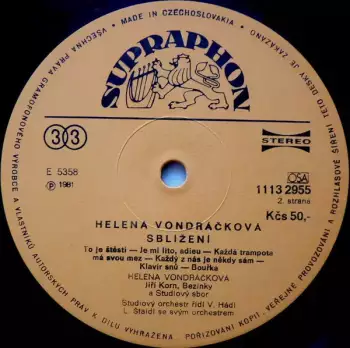 VŠECHNA PRÁVA GRAMOFONOVÉHO VÝROBCE A VLASTNÍKŮ AUTORSKÝCH PRÁV K DÍLU VYHRAZENA. POŘIZOVÁNÍ KOPIÍ, VEŘEJNÉ PROVOZOVÁNÍ A ROZHLASOVÉ ŠÍŘENÍ TÉTO DESKY JE ZAKÁZÁNO
• MADE IN CZECHOSLOVAKIA •
SUPRAPHON
33
STEREO
E 5358
℗ 1981
OSA
1113 2955
2. strana
Kčs 50,-
HELENA VONDRÁČKOVÁ
SBLÍŽENÍ
To je štěstí — Je mi líto, adieu — Každá trampota
má svou mez — Každý z nás je někdy sám —
Klavír snů — Bouřka
HELENA VONDRÁČKOVÁ
Jiří Korn, Bezinky
a Studiový sbor
Studiový orchestr řídí V. Hádl
L. Štaidl se svým orchestrem